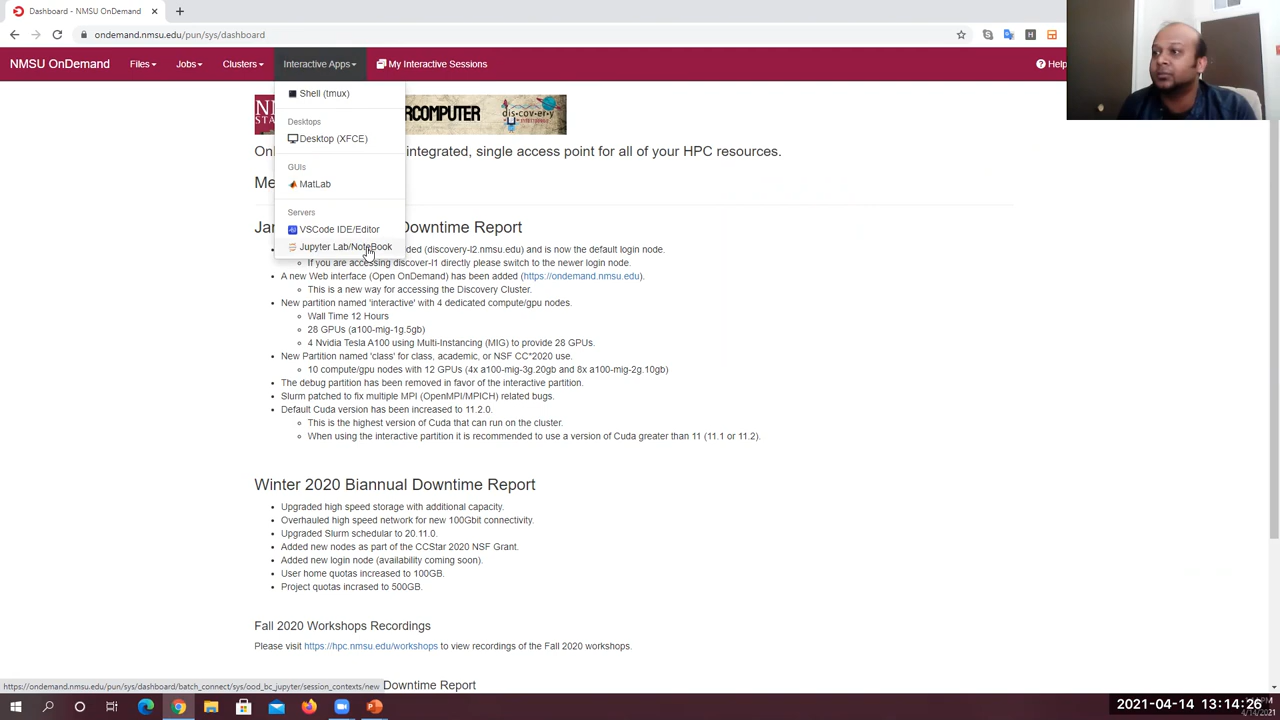 Dashboard - NMSU OnDemand
ondemand.nmsu.edu/pun/sys/dashboard
NMSU OnDemand Files Jobs Clusters Interactive Apps My Interactive Sessions Help
Shell (tmux)
Desktops
Desktop (XFCE)
GUIs
MatLab
Servers
VSCode IDE/Editor
Jupyter Lab/NoteBook
RCOMPUTER
dis·cov·er·y
integrated, single access point for all of your HPC resources.
Downtime Report
ded (discovery-l2.nmsu.edu) and is now the default login node.
If you are accessing discover-l1 directly please switch to the newer login node.
A new Web interface (Open OnDemand) has been added (https://ondemand.nmsu.edu).
This is a new way for accessing the Discovery Cluster.
New partition named 'interactive' with 4 dedicated compute/gpu nodes.
Wall Time 12 Hours
28 GPUs (a100-mig-1g.5gb)
4 Nvidia Tesla A100 using Multi-Instancing (MIG) to provide 28 GPUs.
New Partition named 'class' for class, academic, or NSF CC*2020 use.
10 compute/gpu nodes with 12 GPUs (4x a100-mig-3g.20gb and 8x a100-mig-2g.10gb)
The debug partition has been removed in favor of the interactive partition.
Slurm patched to fix multiple MPI (OpenMPI/MPICH) related bugs.
Default Cuda version has been increased to 11.2.0.
This is the highest version of Cuda that can run on the cluster.
When using the interactive partition it is recommended to use a version of Cuda greater than 11 (11.1 or 11.2).
Winter 2020 Biannual Downtime Report
Upgraded high speed storage with additional capacity.
Overhauled high speed network for new 100Gbit connectivity.
Upgraded Slurm schedular to 20.11.0.
Added new nodes as part of the CCStar 2020 NSF Grant.
Added new login node (availability coming soon).
User home quotas increased to 100GB.
Project quotas incrased to 500GB.
Fall 2020 Workshops Recordings
Please visit https://hpc.nmsu.edu/workshops to view recordings of the Fall 2020 workshops.
Downtime Report
https://ondemand.nmsu.edu/pun/sys/dashboard/batch_connect/sys/ood_bc_jupyter/session_contexts/new
2021-04-14 13:14:26